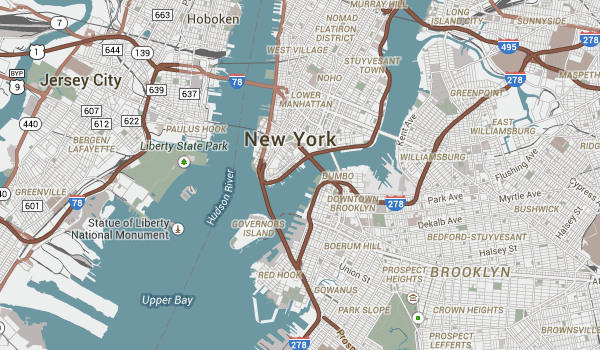 663
Hoboken
MURRAY HILL
LONG
ISLAND CITY
SUNNYSIDE
7
NOMAD
FLATIRON
DISTRICT
1
644
139
WEST VILLAGE
495
278
BYP
9
Jersey City
639
637
78
NOHO
STUYVESANT
TOWN
278
MASPETH
LOWER
MANHATTAN
GREENPOINT
607
612
622
440
PAULUS HOOK
New York
Kent Ave
EAST
WILLIAMSBURG
BERGEN/
LAFAYETTE
Liberty State Park
WILLIAMSBURG
Flushing Ave
RIDG
Hudson River
DUMBO
Cypress
GREENVILLE
40
601
78
DOWNTOWN
BROOKLYN
278
Park Ave
Myrtle Ave
BUSHWICK
Statue of Liberty
National Monument
GOVERNORS
ISLAND
Dekalb Ave
BEDFORD-STUYVESANT
Halsey St
Halsey St
BOERUM HILL
RED HOOK
Union St
PROSPECT
HEIGHTS
BROOKLYN
Upper Bay
GOWANUS
PARK SLOPE
CROWN HEIGHTS
BROWNSVILLE
278
Prosp
PROSPECT
LEFFERTS